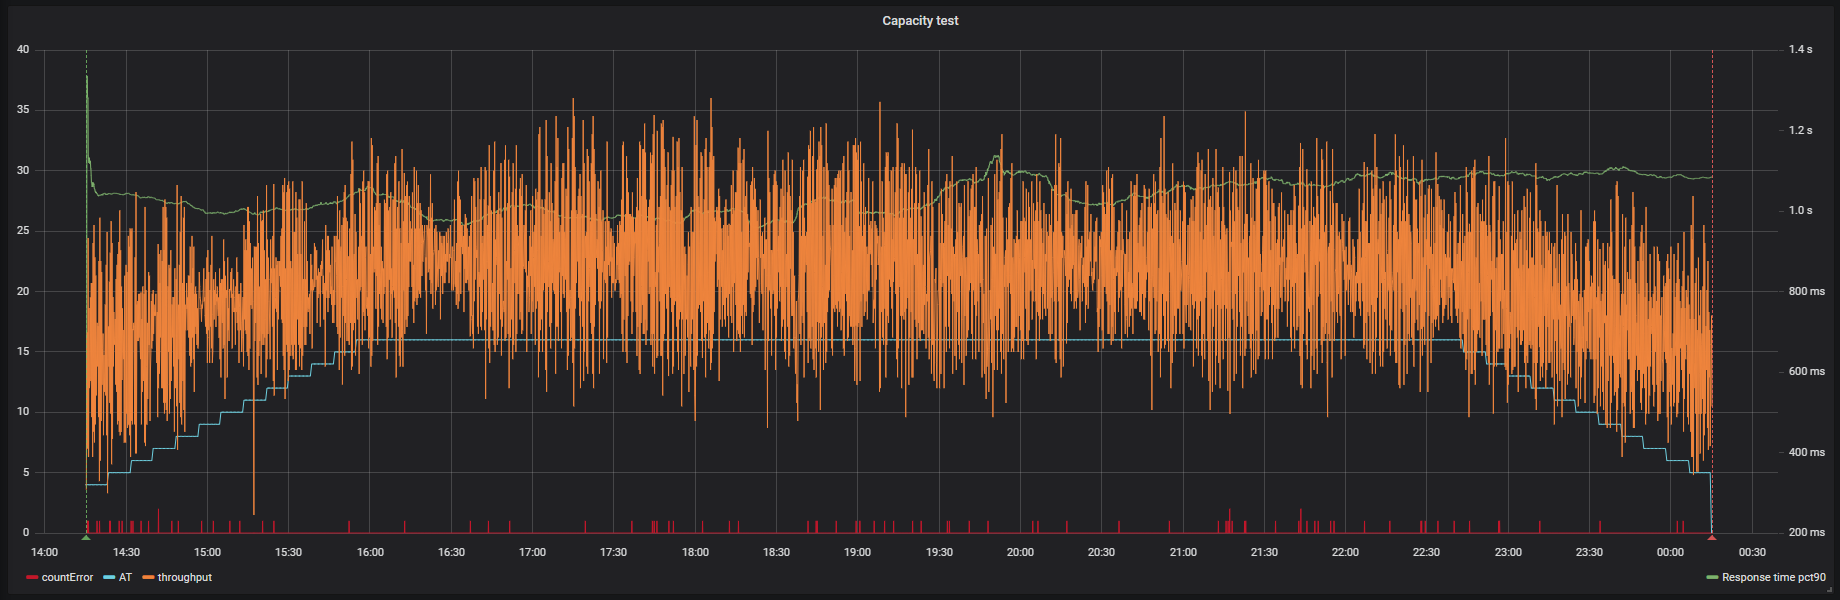 Capacity test
40
35
30
25
20
15
10
5
0
1.4 s
1.2 s
1.0 s
800 ms
600 ms
400 ms
200 ms
14:00 14:30 15:00 15:30 16:00 16:30 17:00 17:30 18:00 18:30 19:00 19:30 20:00 20:30 21:00 21:30 22:00 22:30 23:00 23:30 00:00 00:30
countError AT throughput Response time pct90